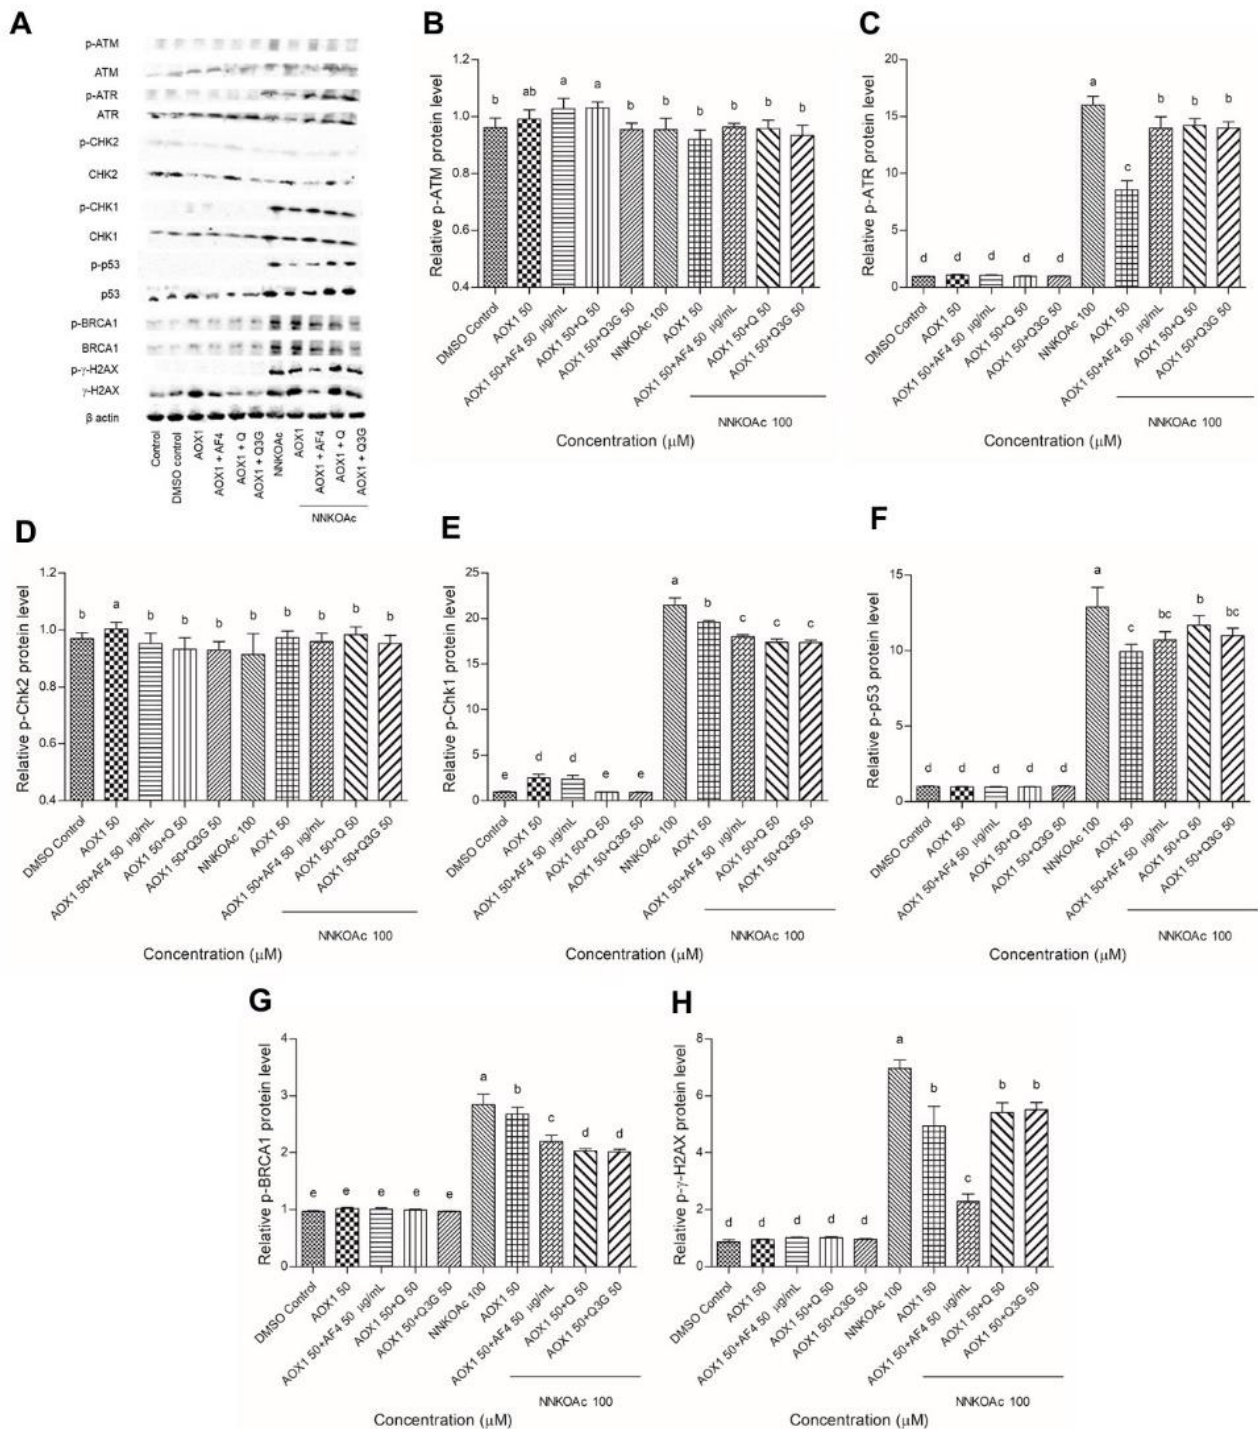 A
p-ATM
ATM
p-ATR
ATR
p-CHK2
CHK2
p-CHK1
CHK1
p-p53
p53
p-BRCA1
BRCA1
p-γ-H2AX
γ-H2AX
β actin
Control
DMSO control
AOX1
AOX1 + AF4
AOX1 + Q
AOX1 + Q3G
NNKOAc
AOX1
AOX1 + AF4
AOX1 + Q
AOX1 + Q3G
NNKOAc
B
Relative p-ATM protein level
1.2
1.0
0.8
0.6
0.4
b ab a a b b b b b b
DMSO Control
AOX1 50
AOX1 50+AF4 50 µg/mL
AOX1 50+Q 50
AOX1 50+Q3G 50
NNKOAc 100
AOX1 50
AOX1 50+AF4 50 µg/mL
AOX1 50+Q 50
AOX1 50+Q3G 50
NNKOAc 100
Concentration (µM)
C
Relative p-ATR protein level
20
15
10
5
0
d d d d d a c b b b
DMSO Control
AOX1 50
AOX1 50+AF4 50 µg/mL
AOX1 50+Q 50
AOX1 50+Q3G 50
NNKOAc 100
AOX1 50
AOX1 50+AF4 50 µg/mL
AOX1 50+Q 50
AOX1 50+Q3G 50
NNKOAc 100
Concentration (µM)
D
Relative p-Chk2 protein level
1.2
1.0
0.8
0.6
0.4
b a b b b b b b b b
DMSO Control
AOX1 50
AOX1 50+AF4 50 µg/mL
AOX1 50+Q 50
AOX1 50+Q3G 50
NNKOAc 100
AOX1 50
AOX1 50+AF4 50 µg/mL
AOX1 50+Q 50
AOX1 50+Q3G 50
NNKOAc 100
Concentration (µM)
E
Relative p-Chk1 protein level
25
20
15
10
5
0
e d d e e a b c c c
DMSO Control
AOX1 50
AOX1 50+AF4 50 µg/mL
AOX1 50+Q 50
AOX1 50+Q3G 50
NNKOAc 100
AOX1 50
AOX1 50+AF4 50 µg/mL
AOX1 50+Q 50
AOX1 50+Q3G 50
NNKOAc 100
Concentration (µM)
F
Relative p-p53 protein level
15
10
5
0
d d d d d a c bc b bc
DMSO Control
AOX1 50
AOX1 50+AF4 50 µg/mL
AOX1 50+Q 50
AOX1 50+Q3G 50
NNKOAc 100
AOX1 50
AOX1 50+AF4 50 µg/mL
AOX1 50+Q 50
AOX1 50+Q3G 50
NNKOAc 100
Concentration (µM)
G
Relative p-BRCA1 protein level
4
3
2
1
0
e e e e e a b c d d
DMSO Control
AOX1 50
AOX1 50+AF4 50 µg/mL
AOX1 50+Q 50
AOX1 50+Q3G 50
NNKOAc 100
AOX1 50
AOX1 50+AF4 50 µg/mL
AOX1 50+Q 50
AOX1 50+Q3G 50
NNKOAc 100
Concentration (µM)
H
Relative p-γ-H2AX protein level
8
6
4
2
0
d d d d d a b c b b
DMSO Control
AOX1 50
AOX1 50+AF4 50 µg/mL
AOX1 50+Q 50
AOX1 50+Q3G 50
NNKOAc 100
AOX1 50
AOX1 50+AF4 50 µg/mL
AOX1 50+Q 50
AOX1 50+Q3G 50
NNKOAc 100
Concentration (µM)